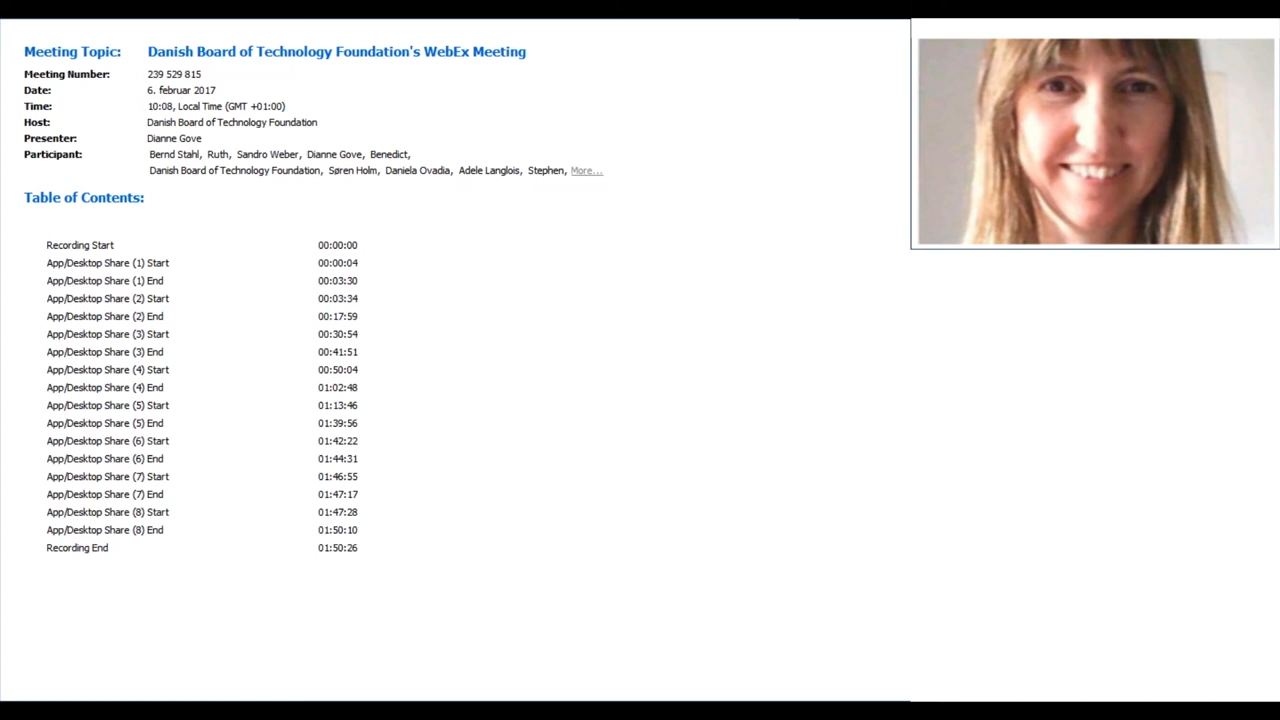 Meeting Topic: Danish Board of Technology Foundation's WebEx Meeting
Meeting Number: 239 529 815
Date: 6. februar 2017
Time: 10:08, Local Time (GMT +01:00)
Host: Danish Board of Technology Foundation
Presenter: Dianne Gove
Participant: Bernd Stahl, Ruth, Sandro Weber, Dianne Gove, Benedict,
Danish Board of Technology Foundation, Søren Holm, Daniela Ovadia, Adele Langlois, Stephen, More...
Table of Contents:
Recording Start 00:00:00
App/Desktop Share (1) Start 00:00:04
App/Desktop Share (1) End 00:03:30
App/Desktop Share (2) Start 00:03:34
App/Desktop Share (2) End 00:17:59
App/Desktop Share (3) Start 00:30:54
App/Desktop Share (3) End 00:41:51
App/Desktop Share (4) Start 00:50:04
App/Desktop Share (4) End 01:02:48
App/Desktop Share (5) Start 01:13:46
App/Desktop Share (5) End 01:39:56
App/Desktop Share (6) Start 01:42:22
App/Desktop Share (6) End 01:44:31
App/Desktop Share (7) Start 01:46:55
App/Desktop Share (7) End 01:47:17
App/Desktop Share (8) Start 01:47:28
App/Desktop Share (8) End 01:50:10
Recording End 01:50:26